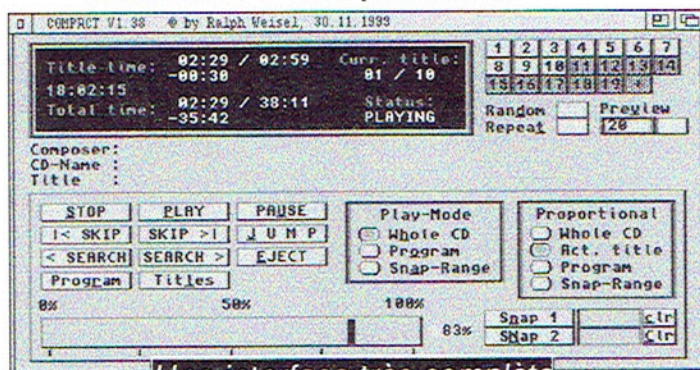 COMPACT V1.38 © by Ralph Weisel, 30.11.1999
Title time: 02:29 / 02:59 Curr. title:
-00:30 01 / 10
18:02:15
Total time: 02:29 / 38:11 Status:
-35:42 PLAYING
1 2 3 4 5 6 7
8 9 10 11 12 13 14
15 16 17 18 19 +
Random Preview
Repeat 20
Composer:
CD-Name :
Title :
STOP PLAY PAUSE
|< SKIP SKIP >| J U M P
< SEARCH SEARCH > EJECT
Program Titles
Play-Mode
Whole CD
Program
Snap-Range
Proportional
Whole CD
Act. title
Program
Snap-Range
0% 50% 100%
83%
Snap 1 clr
SNap 2 clr
Une interface très complète